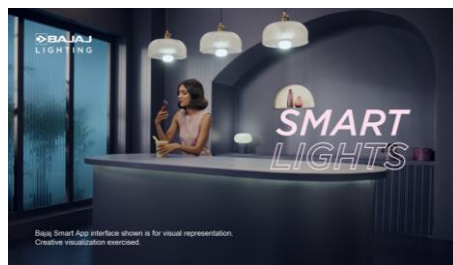 BAJAJ
LIGHTING
SMART
LIGHTS
Bajaj Smart App interface shown is for visual representation.
Creative visualization exercised.